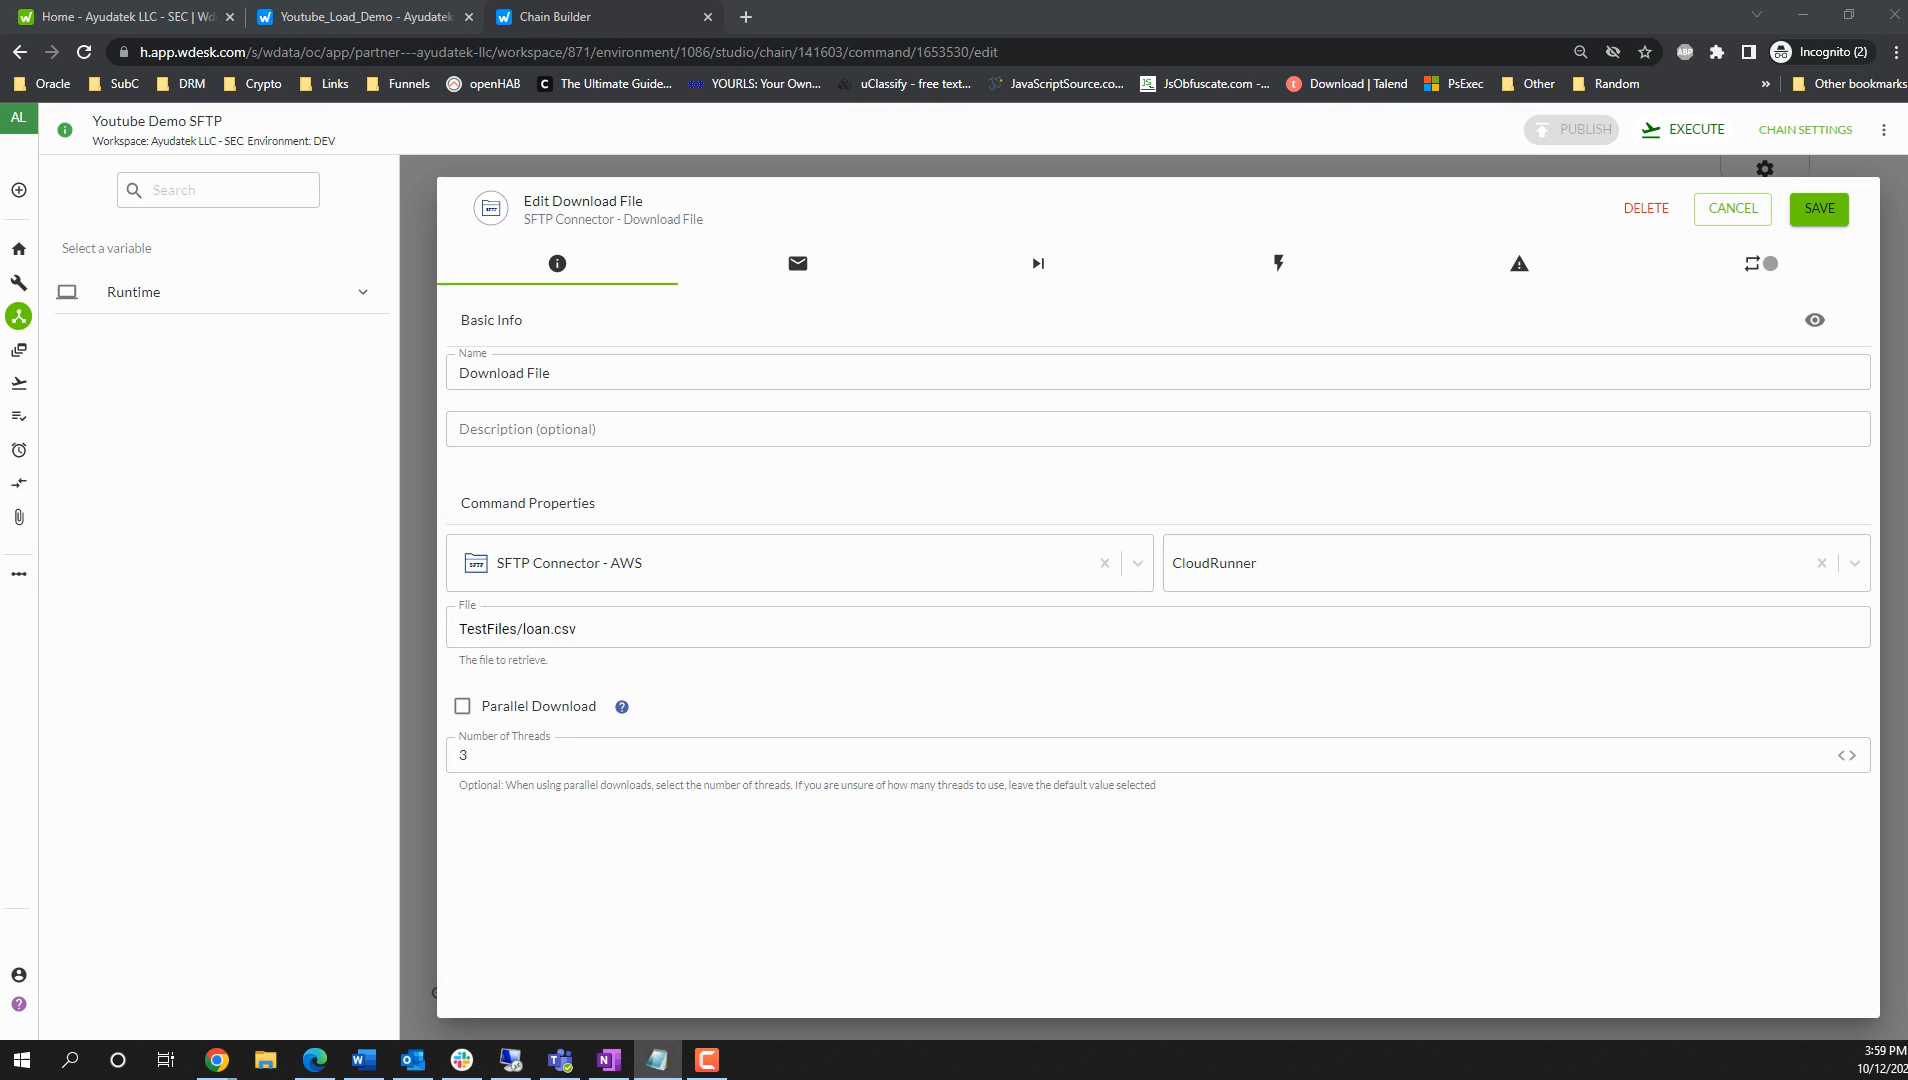 Home - Ayudatek LLC - SEC | Wd
Youtube_Load_Demo - Ayudatek
Chain Builder
h.app.wdesk.com/s/wdata/oc/app/partner---ayudatek-llc/workspace/871/environment/1086/studio/chain/141603/command/1653530/edit
ABP
Incognito (2)
Oracle
SubC
DRM
Crypto
Links
Funnels
openHAB
The Ultimate Guide...
YOURLS: Your Own...
uClassify - free text...
JavaScriptSource.co...
JsObfuscate.com -...
Download | Talend
PsExec
Other
Random
»
Other bookmarks
AL
Youtube Demo SFTP
Workspace: Ayudatek LLC - SEC Environment: DEV
PUBLISH
EXECUTE
CHAIN SETTINGS
Search
Select a variable
Runtime
SFTP
Edit Download File
SFTP Connector - Download File
DELETE
CANCEL
SAVE
Basic Info
Name
Download File
Description (optional)
Command Properties
SFTP
SFTP Connector - AWS
CloudRunner
File
TestFiles/loan.csv
The file to retrieve.
Parallel Download
Number of Threads
3
Optional: When using parallel downloads, select the number of threads. If you are unsure of how many threads to use, leave the default value selected
3:59 PM
10/12/202